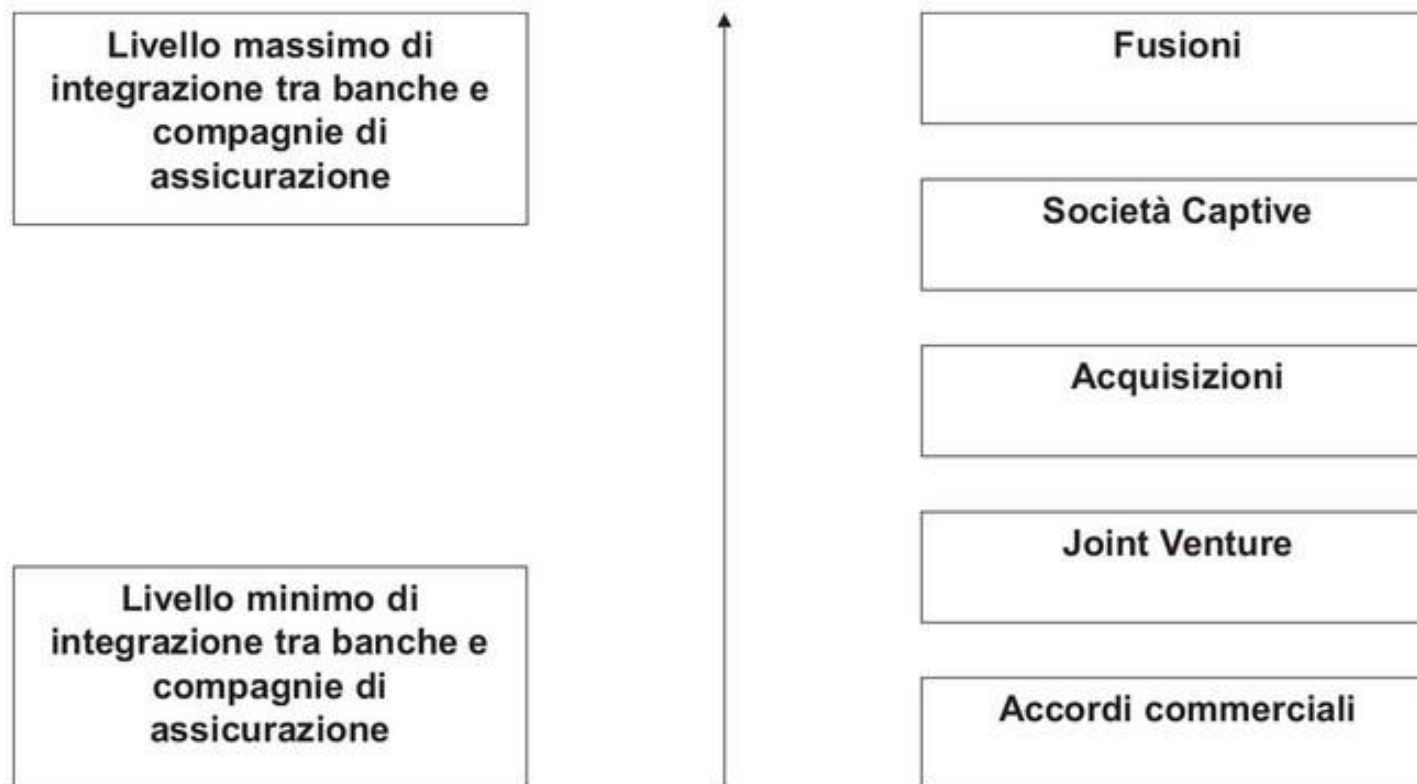 Livello massimo di
integrazione tra banche e
compagnie di
assicurazione
Fusioni
Società Captive
Acquisizioni
Joint Venture
Livello minimo di
integrazione tra banche e
compagnie di
assicurazione
Accordi commerciali